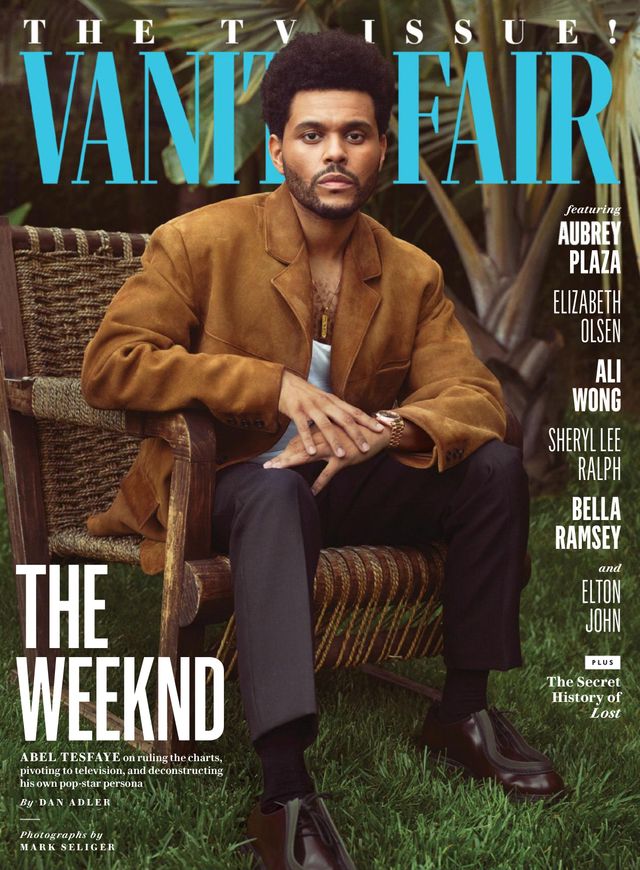 THE TV ISSUE!
VANITY FAIR
featuring
AUBREY
PLAZA
ELIZABETH
OLSEN
ALI
WONG
SHERYL LEE
RALPH
BELLA
RAMSEY
and
ELTON
JOHN
PLUS
The Secret
History of
Lost
THE
WEEKND
ABEL TESFAYE on ruling the charts,
pivoting to television, and deconstructing
his own pop-star persona
By DAN ADLER
Photographs by
MARK SELIGER